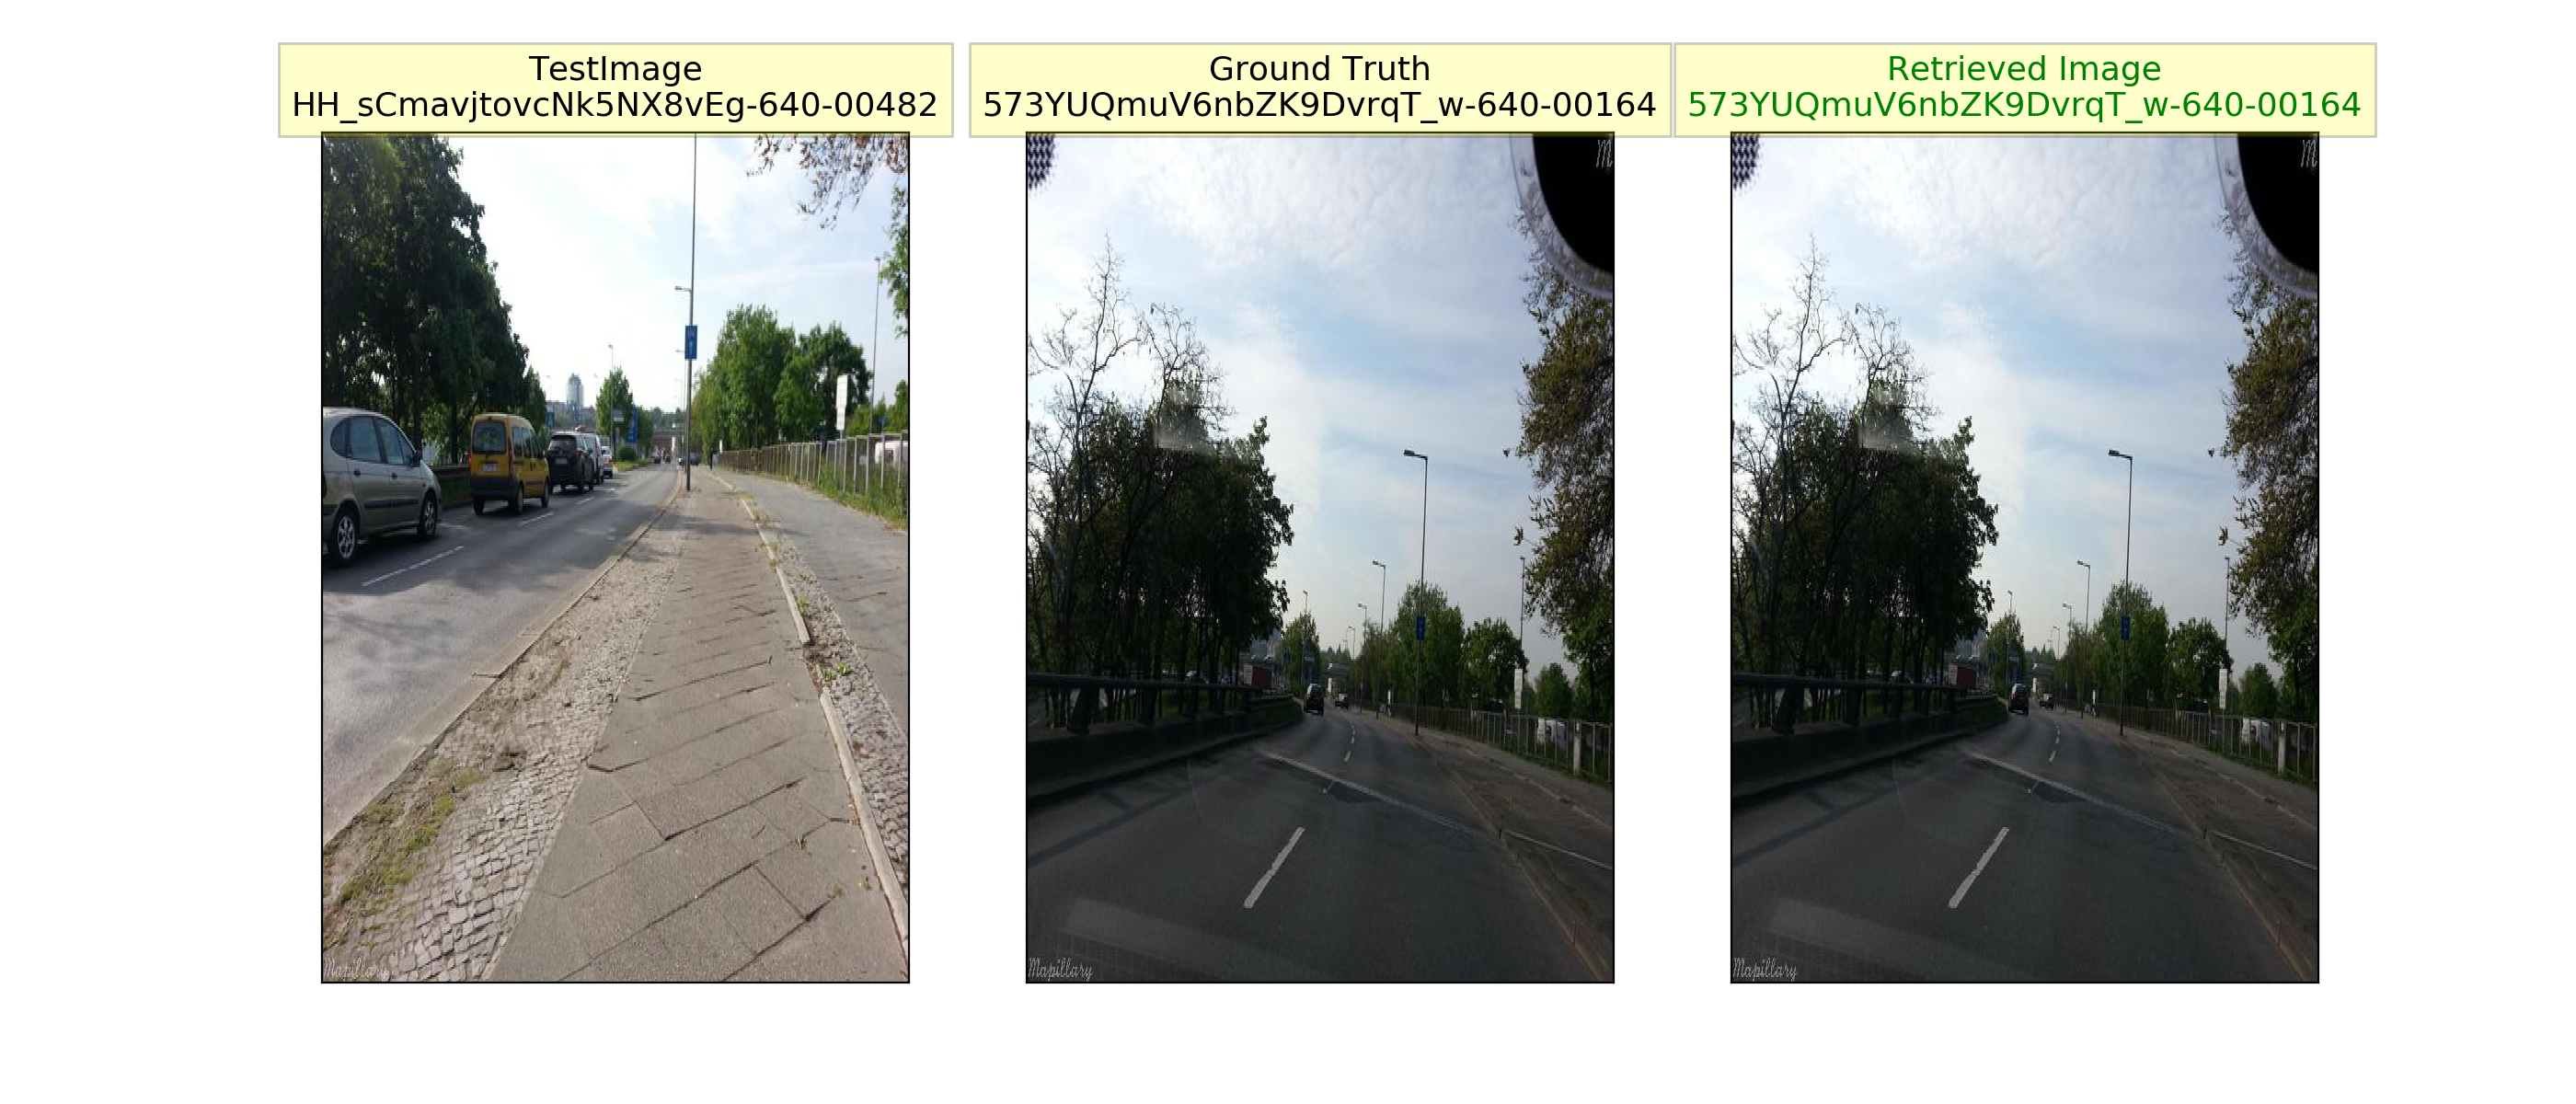 TestImage
HH_sCmavjtovcNk5NX8vEg-640-00482
Ground Truth
573YUQmuV6nbZK9DvrqT_w-640-00164
Retrieved Image
573YUQmuV6nbZK9DvrqT_w-640-00164
M
M
Mapillary
Mapillary
Mapillary